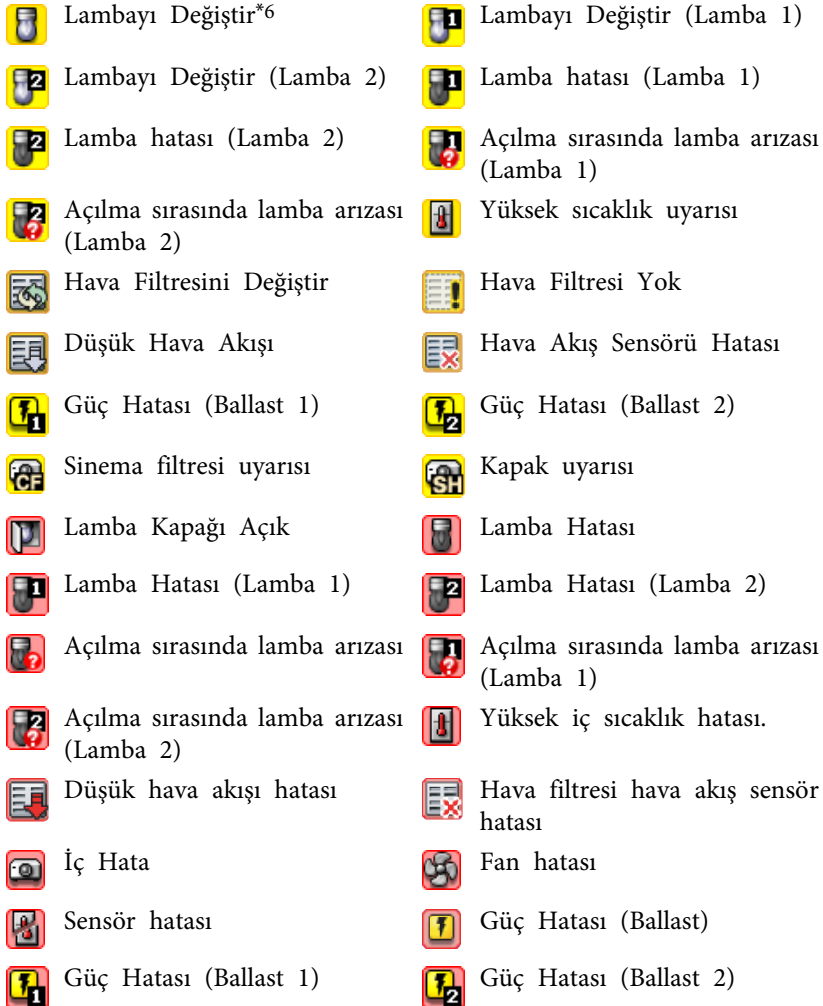 Lambayı Değiştir*6
Lambayı Değiştir (Lamba 1)
Lambayı Değiştir (Lamba 2)
Lamba hatası (Lamba 1)
Lamba hatası (Lamba 2)
Açılma sırasında lamba arızası
(Lamba 1)
Açılma sırasında lamba arızası
(Lamba 2)
Yüksek sıcaklık uyarısı
Hava Filtresini Değiştir
Hava Filtresi Yok
Düşük Hava Akışı
Hava Akış Sensörü Hatası
Güç Hatası (Ballast 1)
Güç Hatası (Ballast 2)
Sinema filtresi uyarısı
Kapak uyarısı
Lamba Kapağı Açık
Lamba Hatası
Lamba Hatası (Lamba 1)
Lamba Hatası (Lamba 2)
Açılma sırasında lamba arızası
Açılma sırasında lamba arızası
(Lamba 1)
Açılma sırasında lamba arızası
(Lamba 2)
Yüksek iç sıcaklık hatası.
Düşük hava akışı hatası
Hava filtresi hava akış sensör
hatası
İç Hata
Fan hatası
Sensör hatası
Güç Hatası (Ballast)
Güç Hatası (Ballast 1)
Güç Hatası (Ballast 2)